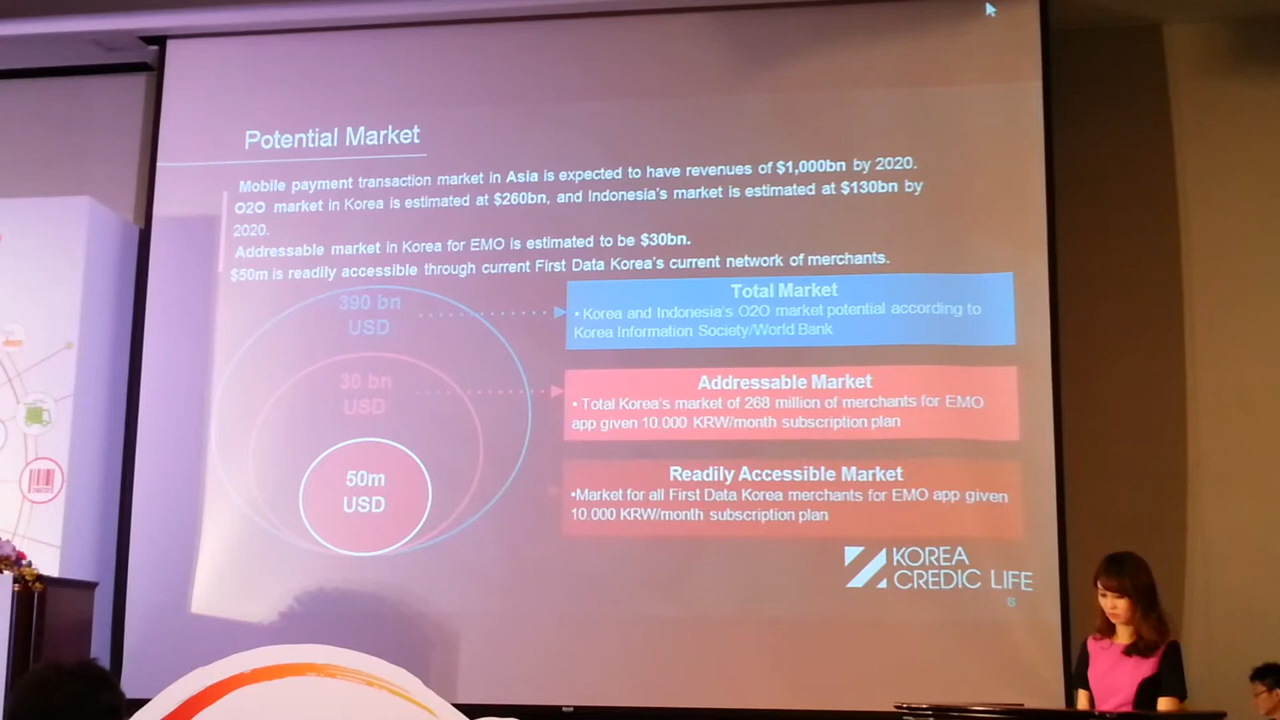 Potential Market
Mobile payment transaction market in Asia is expected to have revenues of $1,000bn by 2020.
O2O market in Korea is estimated at $260bn, and Indonesia's market is estimated at $130bn by
2020.
Addressable market in Korea for EMO is estimated to be $30bn.
$50m is readily accessible through current First Data Korea's current network of merchants.
390 bn
USD
30 bn
USD
50m
USD
Total Market
• Korea and Indonesia's O2O market potential according to
Korea Information Society/World Bank
Addressable Market
• Total Korea's market of 268 million of merchants for EMO
app given 10.000 KRW/month subscription plan
Readily Accessible Market
•Market for all First Data Korea merchants for EMO app given
10.000 KRW/month subscription plan
KOREA
CREDIC LIFE
6